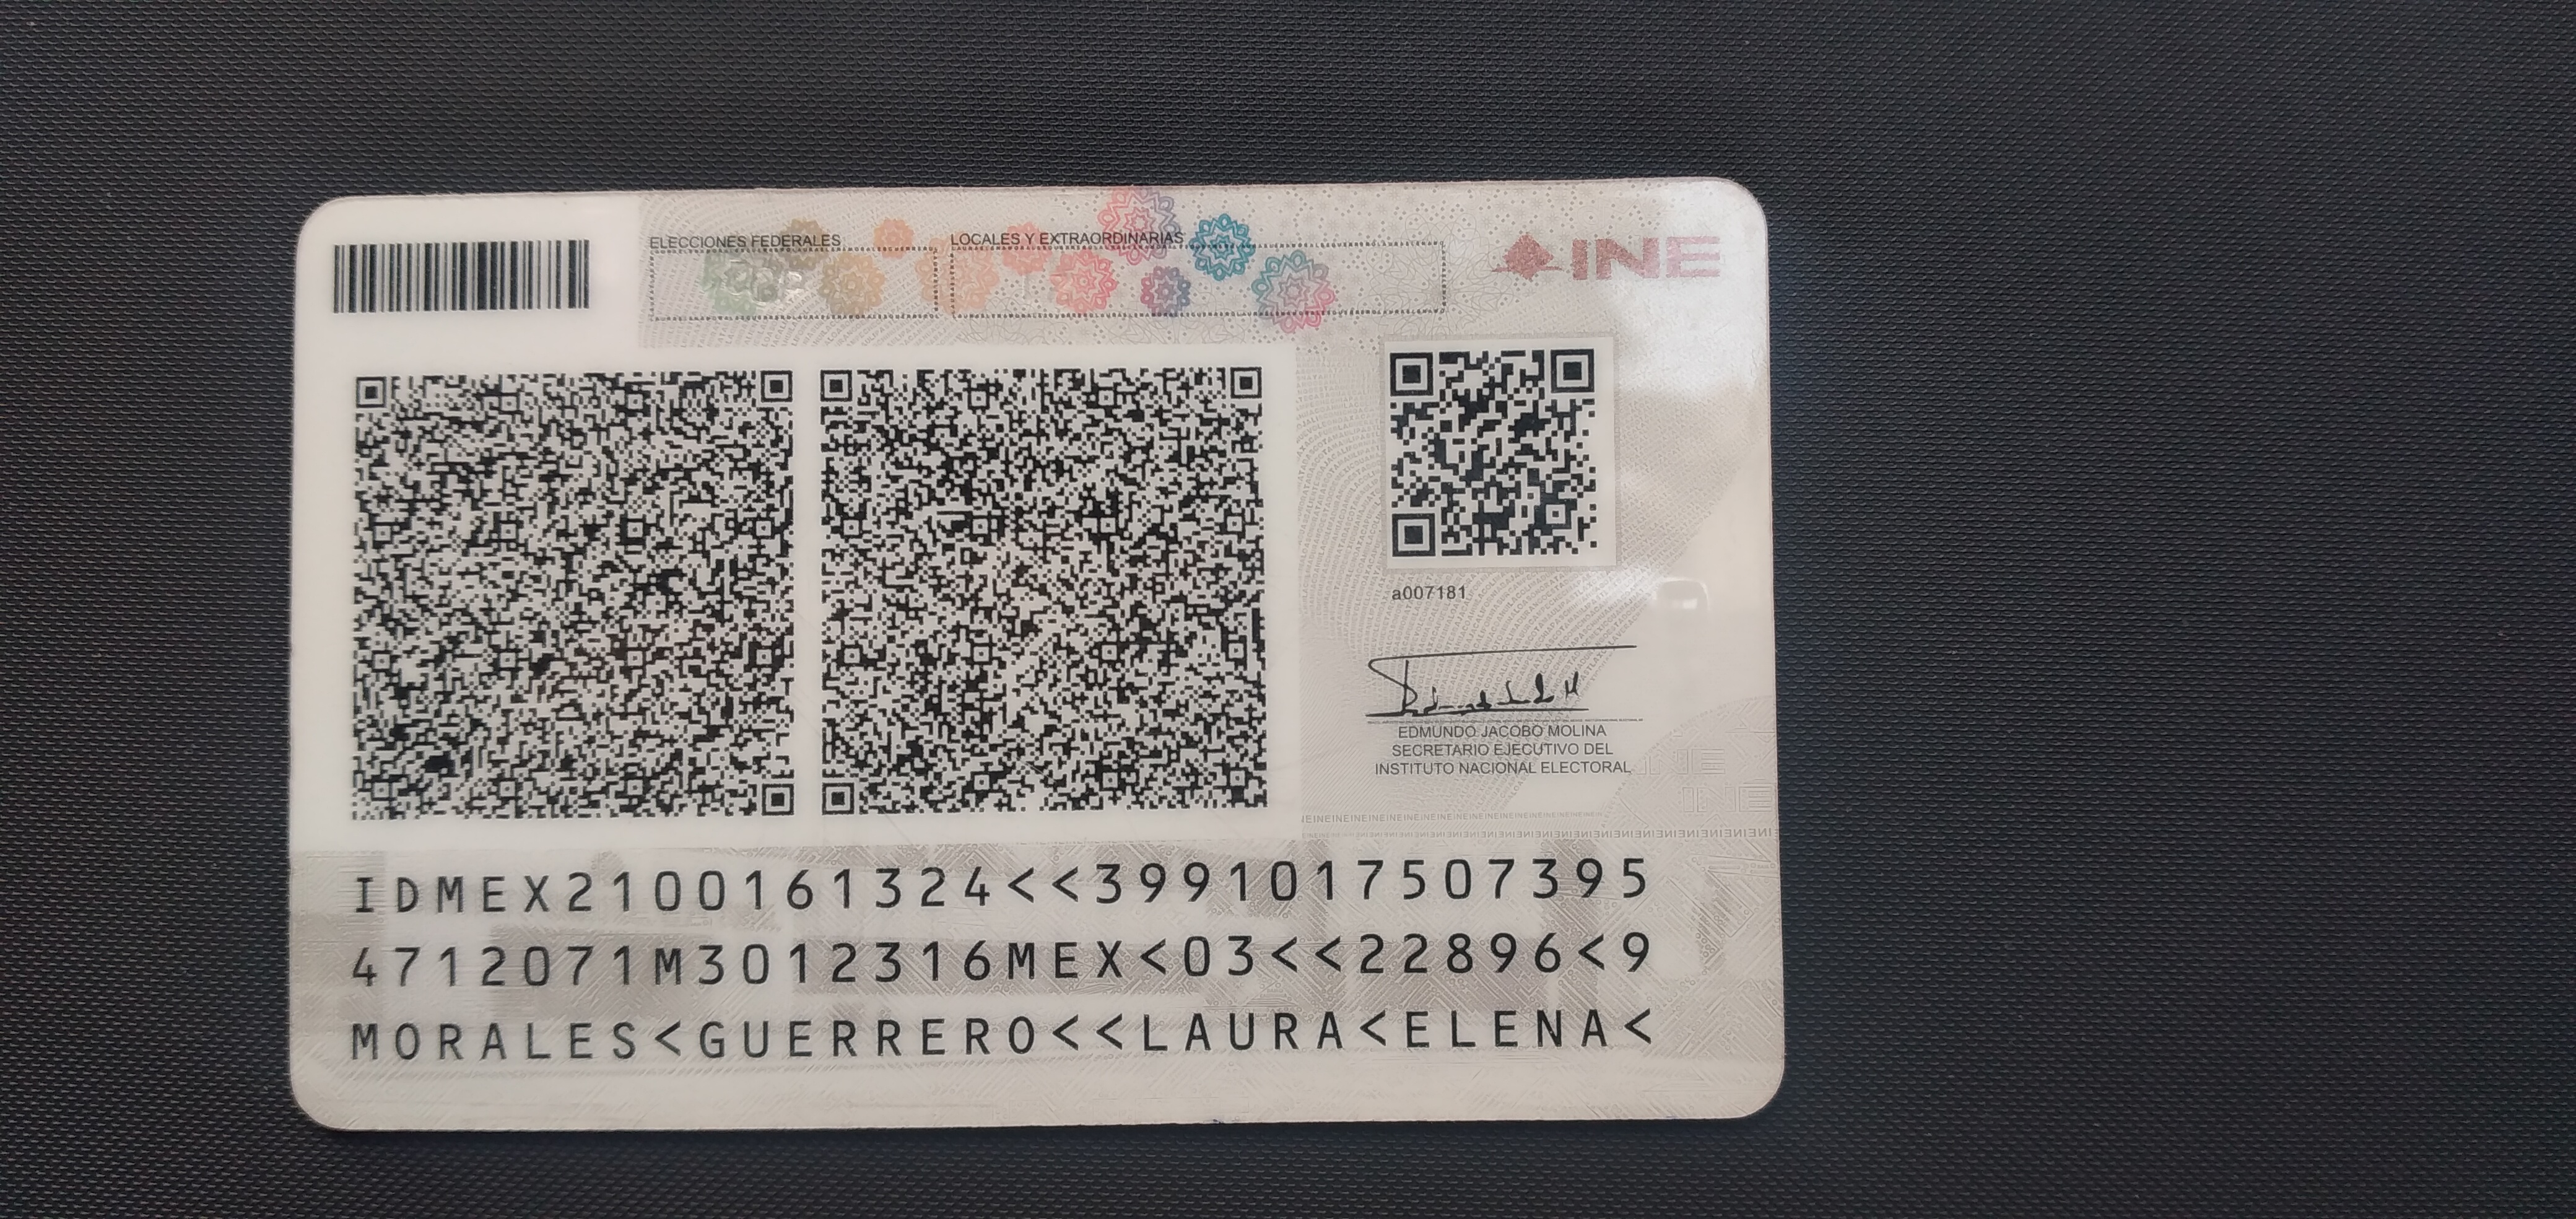 ELECCIONES FEDERALES
LOCALES Y EXTRAORDINARIAS
INE
a007181
EDMUNDO JACOBO MOLINA
SECRETARIO EJECUTIVO DEL
INSTITUTO NACIONAL ELECTORAL
IDMEX2100161324<<3991017507395
4712071M3012316MEX<03<<22896<9
MORALES<GUERRERO<<LAURA<ELENA<